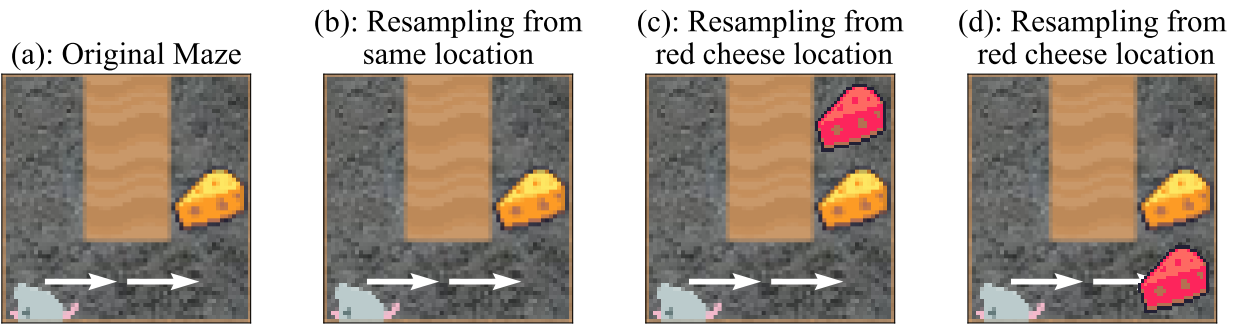 (a): Original Maze
(b): Resampling from
same location
(c): Resampling from
red cheese location
(d): Resampling from
red cheese location